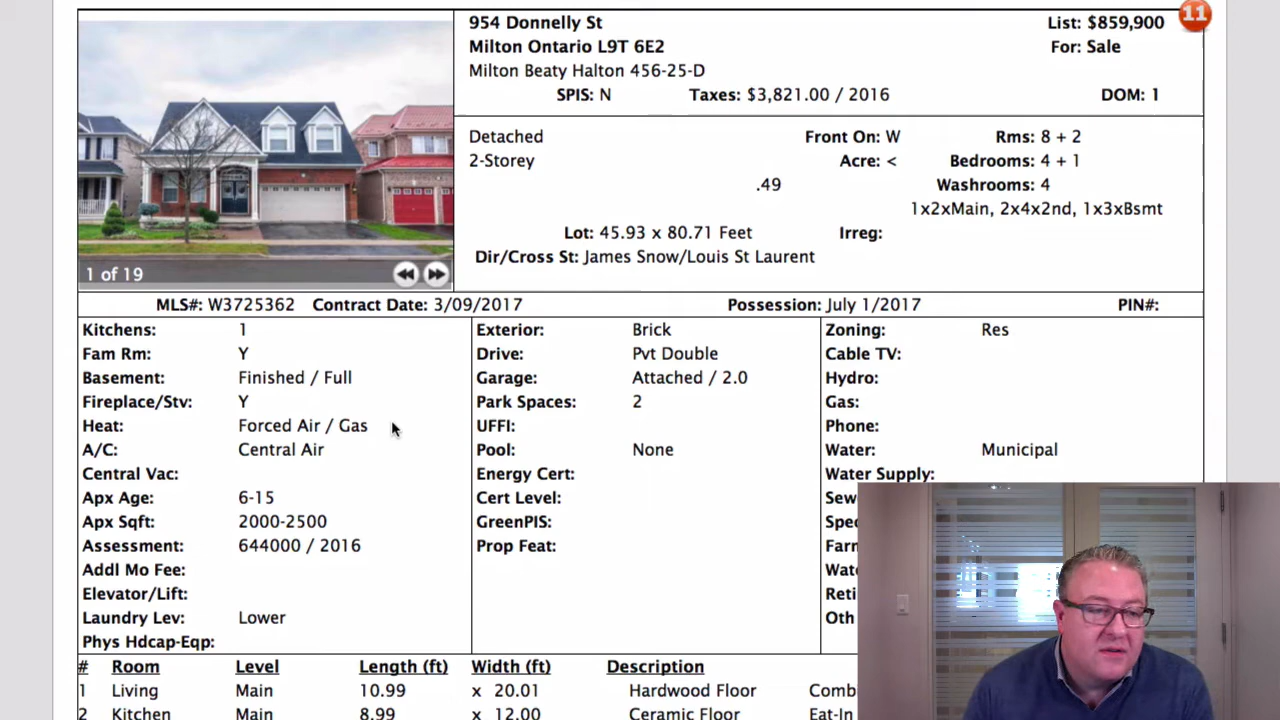 954 Donnelly St
List: $859,900
11
Milton Ontario L9T 6E2
For: Sale
Milton Beaty Halton 456-25-D
SPIS: N Taxes: $3,821.00 / 2016 DOM: 1
Detached Front On: W Rms: 8 + 2
2-Storey Acre: < Bedrooms: 4 + 1
.49 Washrooms: 4
1x2xMain, 2x4x2nd, 1x3xBsmt
Lot: 45.93 x 80.71 Feet Irreg:
Dir/Cross St: James Snow/Louis St Laurent
1 of 19
MLS#: W3725362 Contract Date: 3/09/2017 Possession: July 1/2017 PIN#:
Kitchens: 1 Exterior: Brick Zoning: Res
Fam Rm: Y Drive: Pvt Double Cable TV:
Basement: Finished / Full Garage: Attached / 2.0 Hydro:
Fireplace/Stv: Y Park Spaces: 2 Gas:
Heat: Forced Air / Gas UFFI: Phone:
A/C: Central Air Pool: None Water: Municipal
Central Vac: Energy Cert: Water Supply:
Apx Age: 6-15 Cert Level: Sew
Apx Sqft: 2000-2500 GreenPIS: Spec
Assessment: 644000 / 2016 Prop Feat: Farm
Addl Mo Fee: Wate
Elevator/Lift: Reti
Laundry Lev: Lower Oth
Phys Hdcap-Eqp:
# Room Level Length (ft) Width (ft) Description
1 Living Main 10.99 x 20.01 Hardwood Floor Comb
2 Kitchen Main 8.99 x 12.00 Ceramic Floor Eat-In